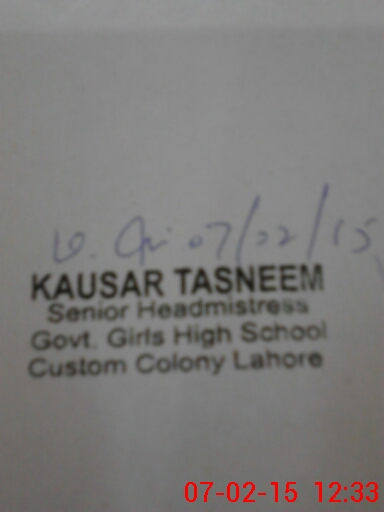 07/02/15
KAUSAR TASNEEM
Senior Headmistress
Govt. Girls High School
Custom Colony Lahore
07-02-15 12:33